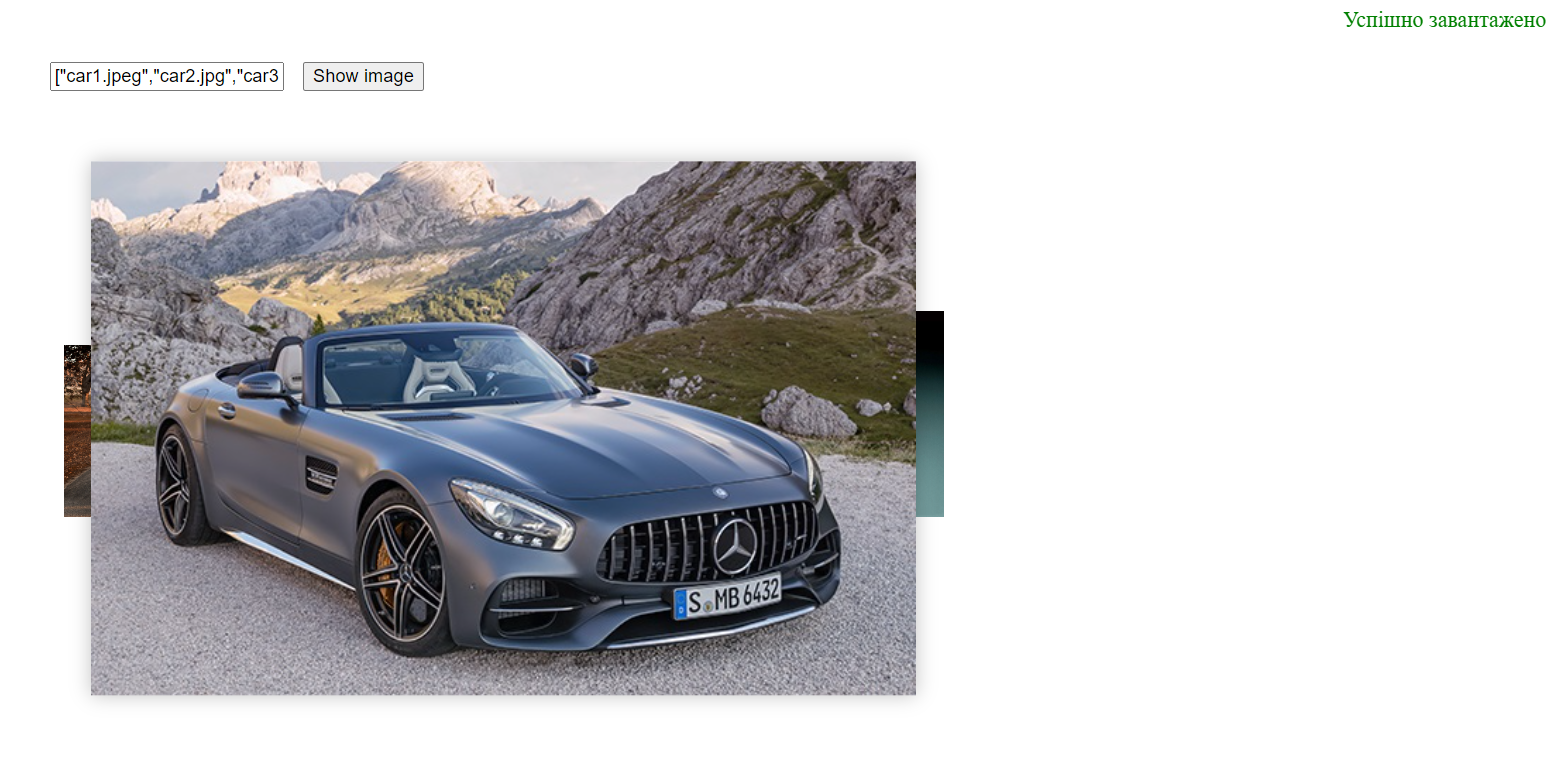 Успішно завантажено
["car1.jpeg","car2.jpg","car3
Show image
S MB 6432